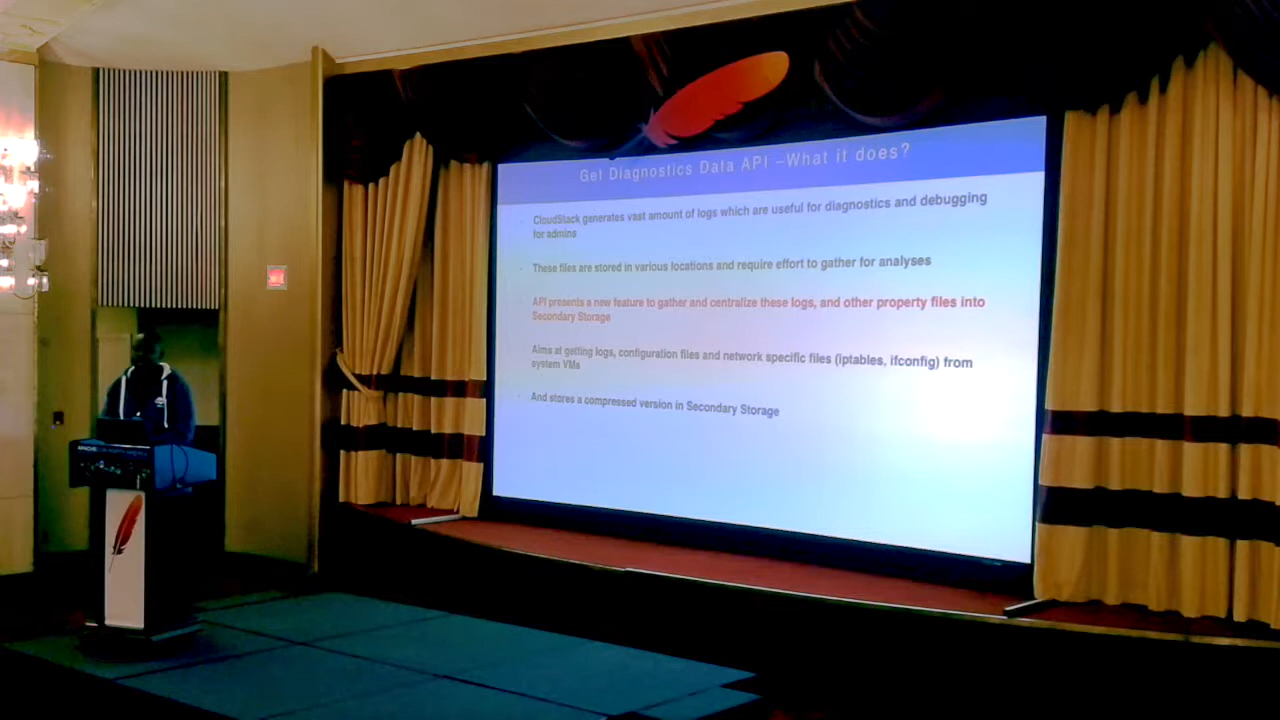 Get Diagnostics Data API –What it does?
CloudStack generates vast amount of logs which are useful for diagnostics and debugging
for admins
These files are stored in various locations and require effort to gather for analyses
API presents a new feature to gather and centralize these logs, and other property files into
Secondary Storage
Aims at getting logs, configuration files and network specific files (iptables, ifconfig) from
system VMs
And stores a compressed version in Secondary Storage